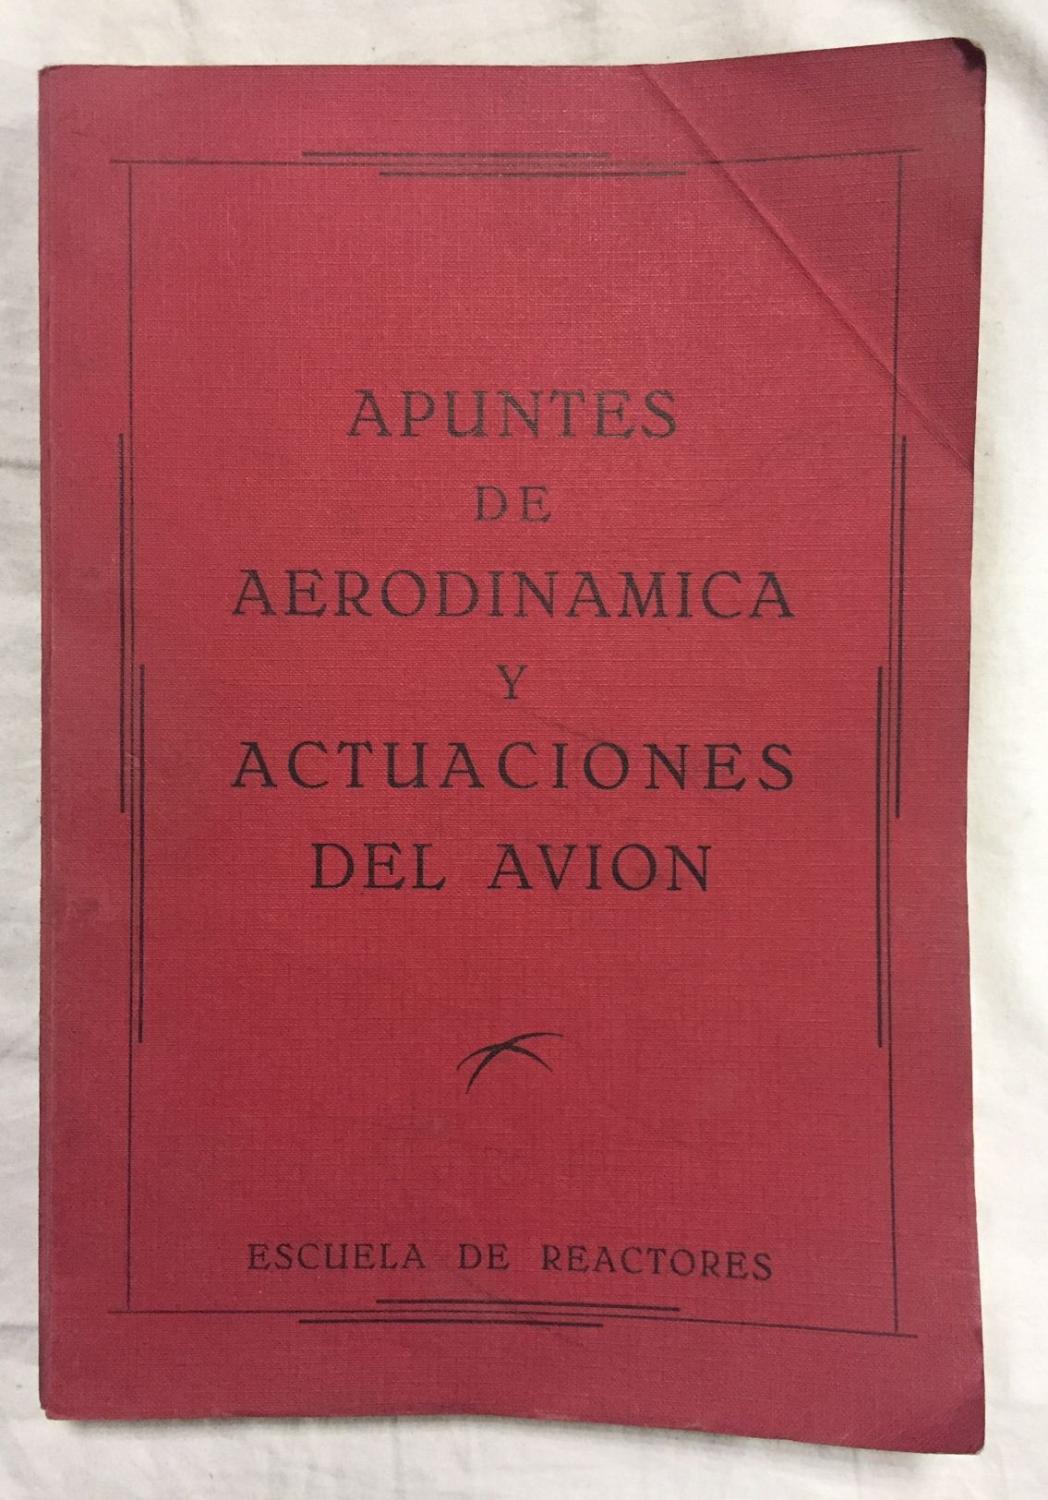 APUNTES
DE
AERODINAMICA
Y
ACTUACIONES
DEL AVION
ESCUELA DE REACTORES